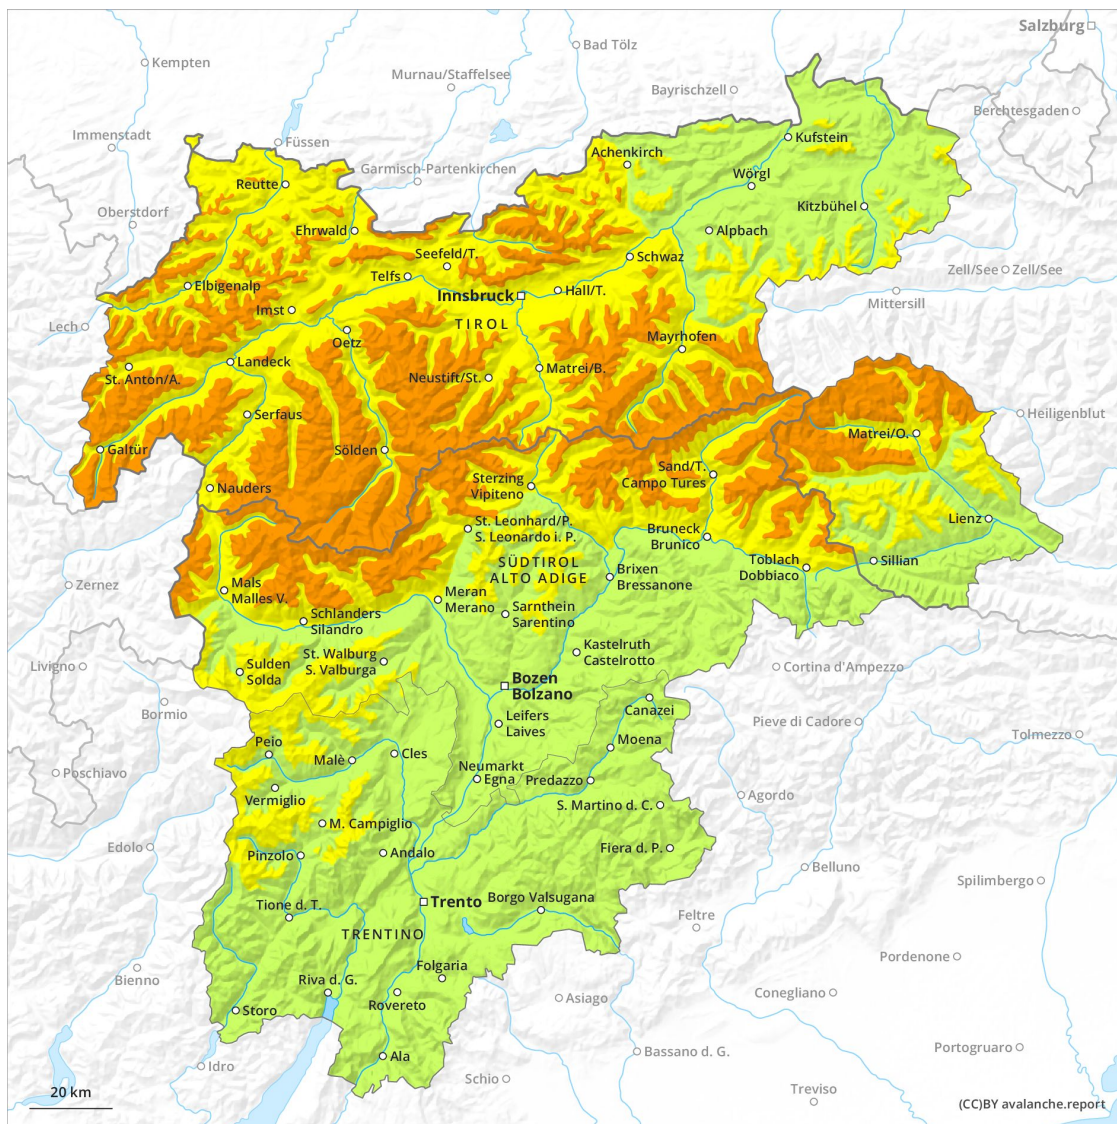 Salzburg
Bad Tölz
Kempten
Murnau/Staffelsee
Bayrischzell
Berchtesgaden
Immenstadt
Füssen
Kufstein
Achenkirch
Garmisch-Partenkirchen
Wörgl
Reutte
Kitzbühel
Oberstdorf
Ehrwald
Alpbach
Seefeld/T.
Schwaz
Telfs
Zell/See
Zell/See
Elbigenalp
Hall/T.
Innsbruck
Mittersill
Imst
TIROL
Lech
Oetz
Mayrhofen
Landeck
Matrei/B.
St. Anton/A.
Neustift/St.
Serfaus
Heiligenblut
Matrei/O.
Galtür
Sölden
Sand/T.
Campo Tures
Sterzing
Vipiteno
Nauders
Lienz
St. Leonhard/P.
S. Leonardo i. P.
Bruneck
Brunico
SÜDTIROL
ALTO ADIGE
Toblach
Dobbiaco
Sillian
Brixen
Bressanone
Zernez
Mals
Malles V.
Meran
Merano
Sarnthein
Sarentino
Schlanders
Silandro
Kastelruth
Castelrotto
St. Walburg
S. Valburga
Livigno
Sulden
Solda
Cortina d'Ampezzo
Bozen
Bolzano
Bormio
Canazei
Leifers
Laives
Pieve di Cadore
Tolmezzo
Peio
Moena
Malè
Cles
Poschiavo
Neumarkt
Egna
Predazzo
Vermiglio
Agordo
S. Martino d. C.
M. Campiglio
Edolo
Pinzolo
Andalo
Fiera d. P.
Belluno
Spilimbergo
Trento
Borgo Valsugana
Tione d. T.
Feltre
TRENTINO
Pordenone
Folgaria
Bienno
Riva d. G.
Rovereto
Asiago
Conegliano
Storo
Portogruaro
Bassano d. G.
Ala
Idro
Schio
Treviso
20 km
(CC)BY avalanche.report